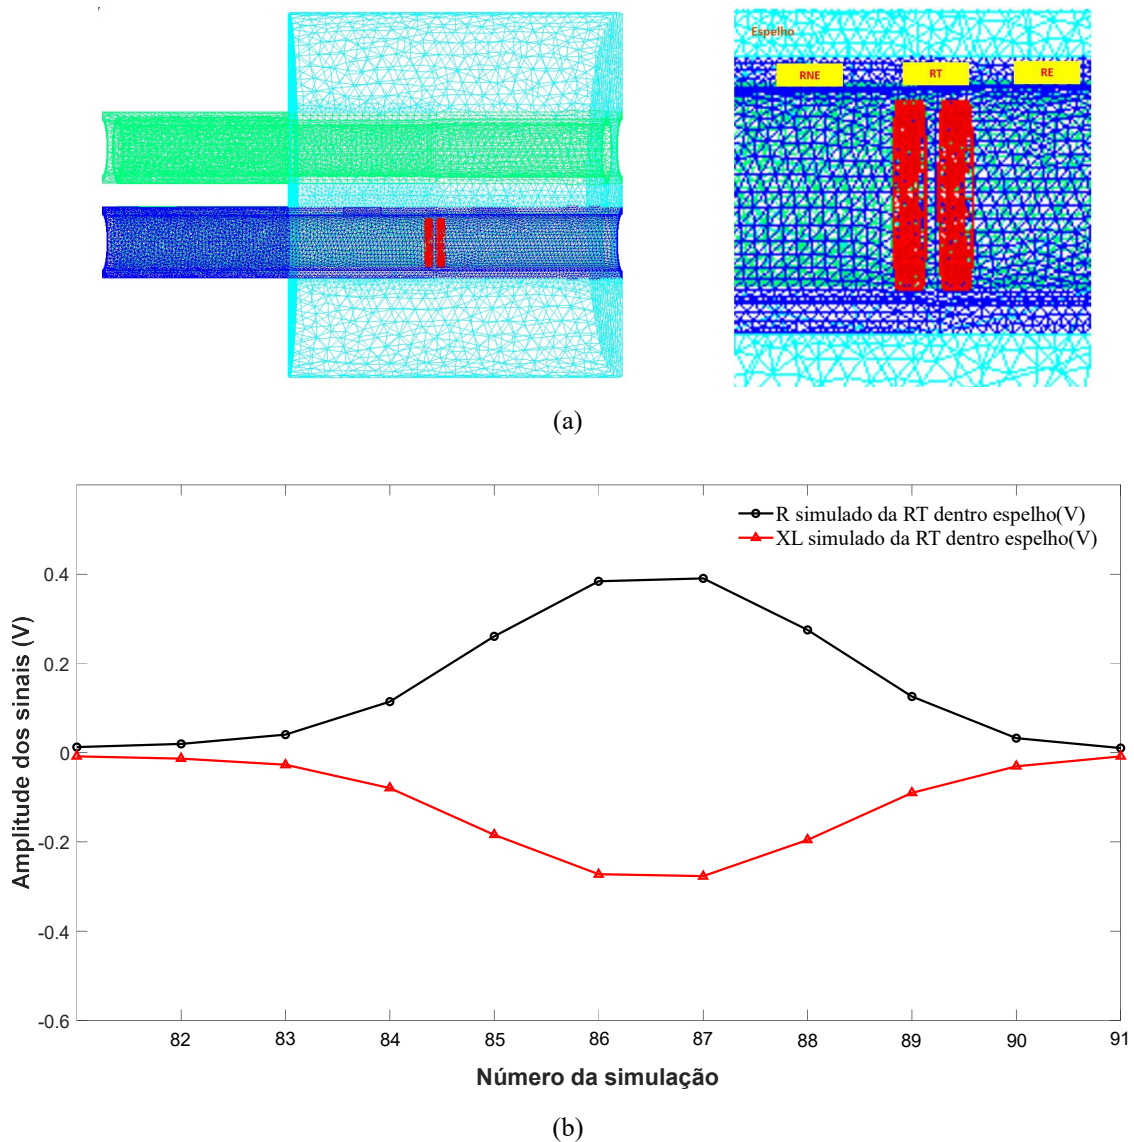 Espelho
RNE RT RE
(a)
R simulado da RT dentro espelho(V)
XL simulado da RT dentro espelho(V)
0.4
0.2
0
-0.2
-0.4
-0.6
Amplitude dos sinais (V)
82 83 84 85 86 87 88 89 90 91
Número da simulação
(b)